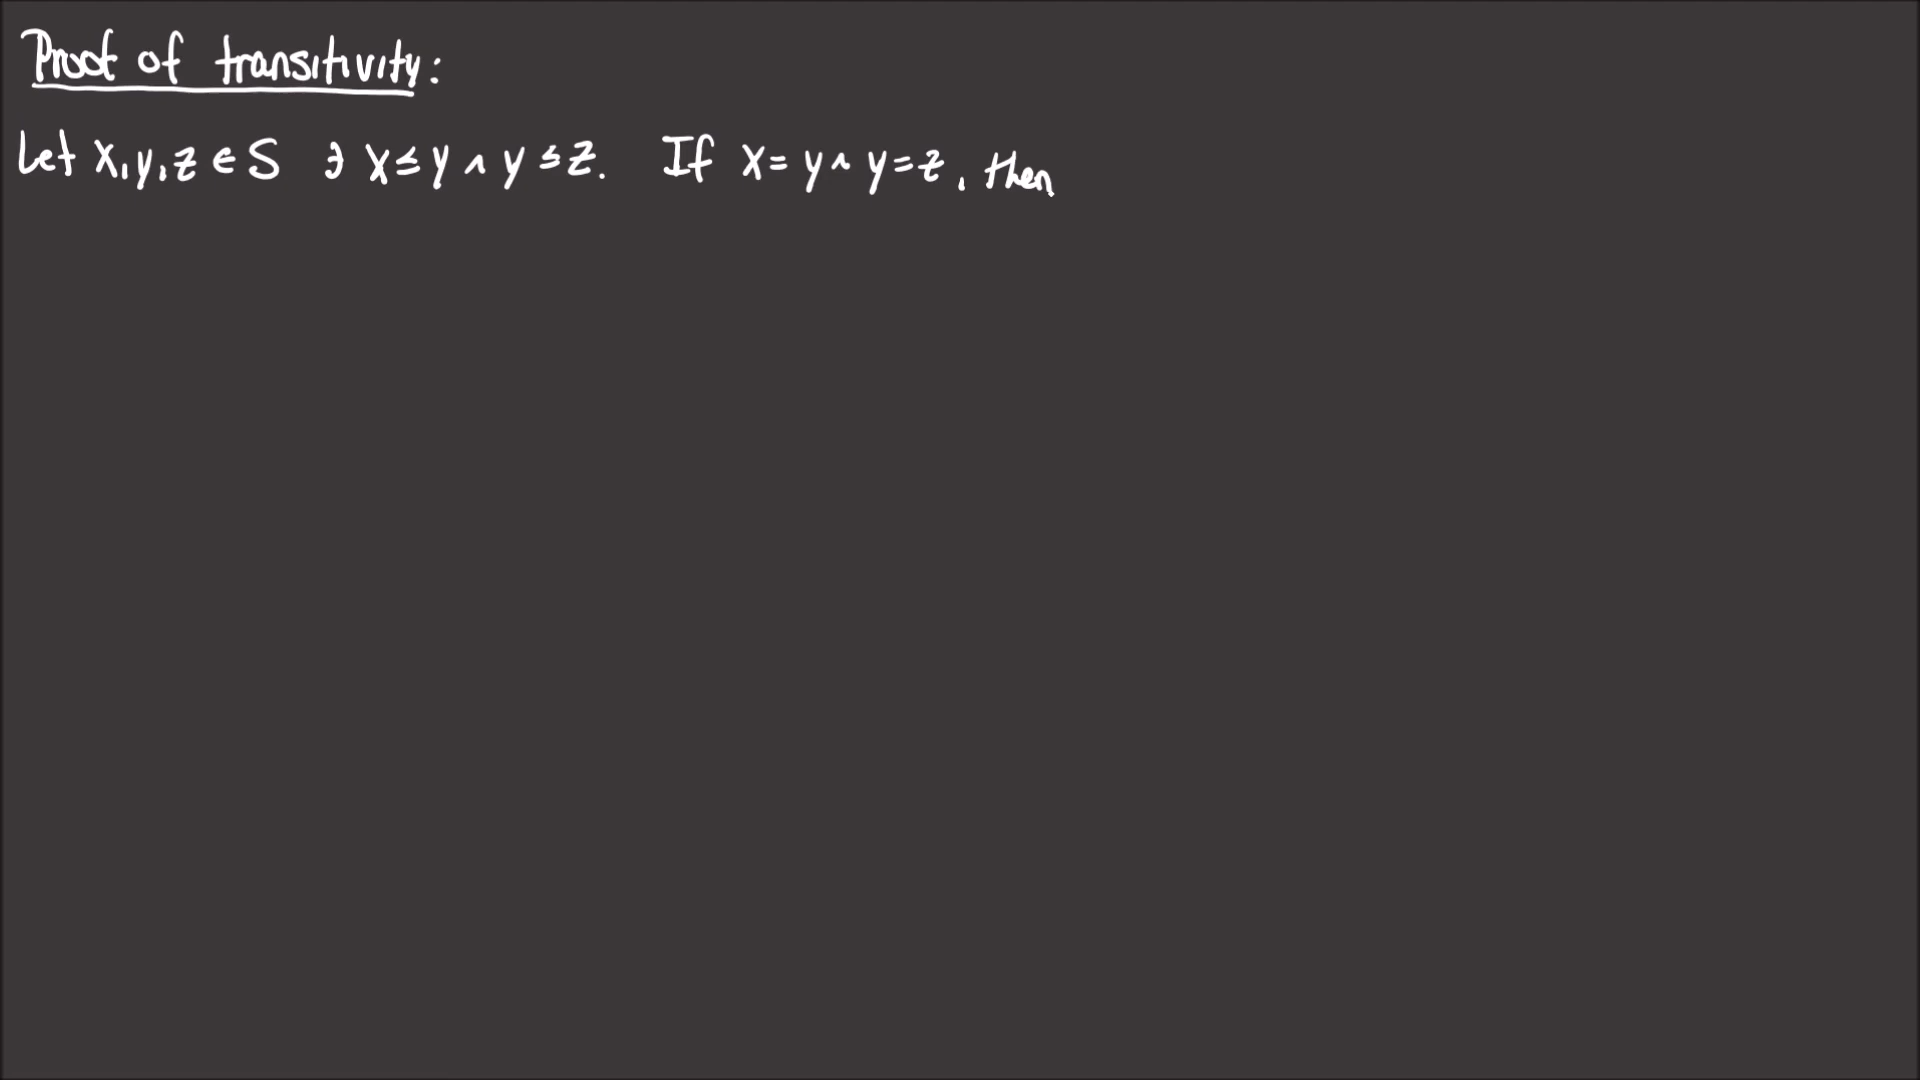 Proof of transitivity:
Let x,y,z ∈ S ∋ x≤y ∧ y≤z. If x=y ∧ y=z, then